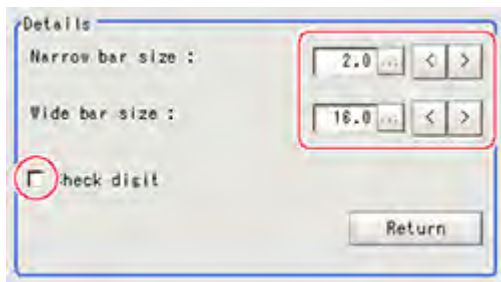 Details
Narrow bar size : 2.0 ... < >
Wide bar size : 16.0 ... < >
heck digit
Return